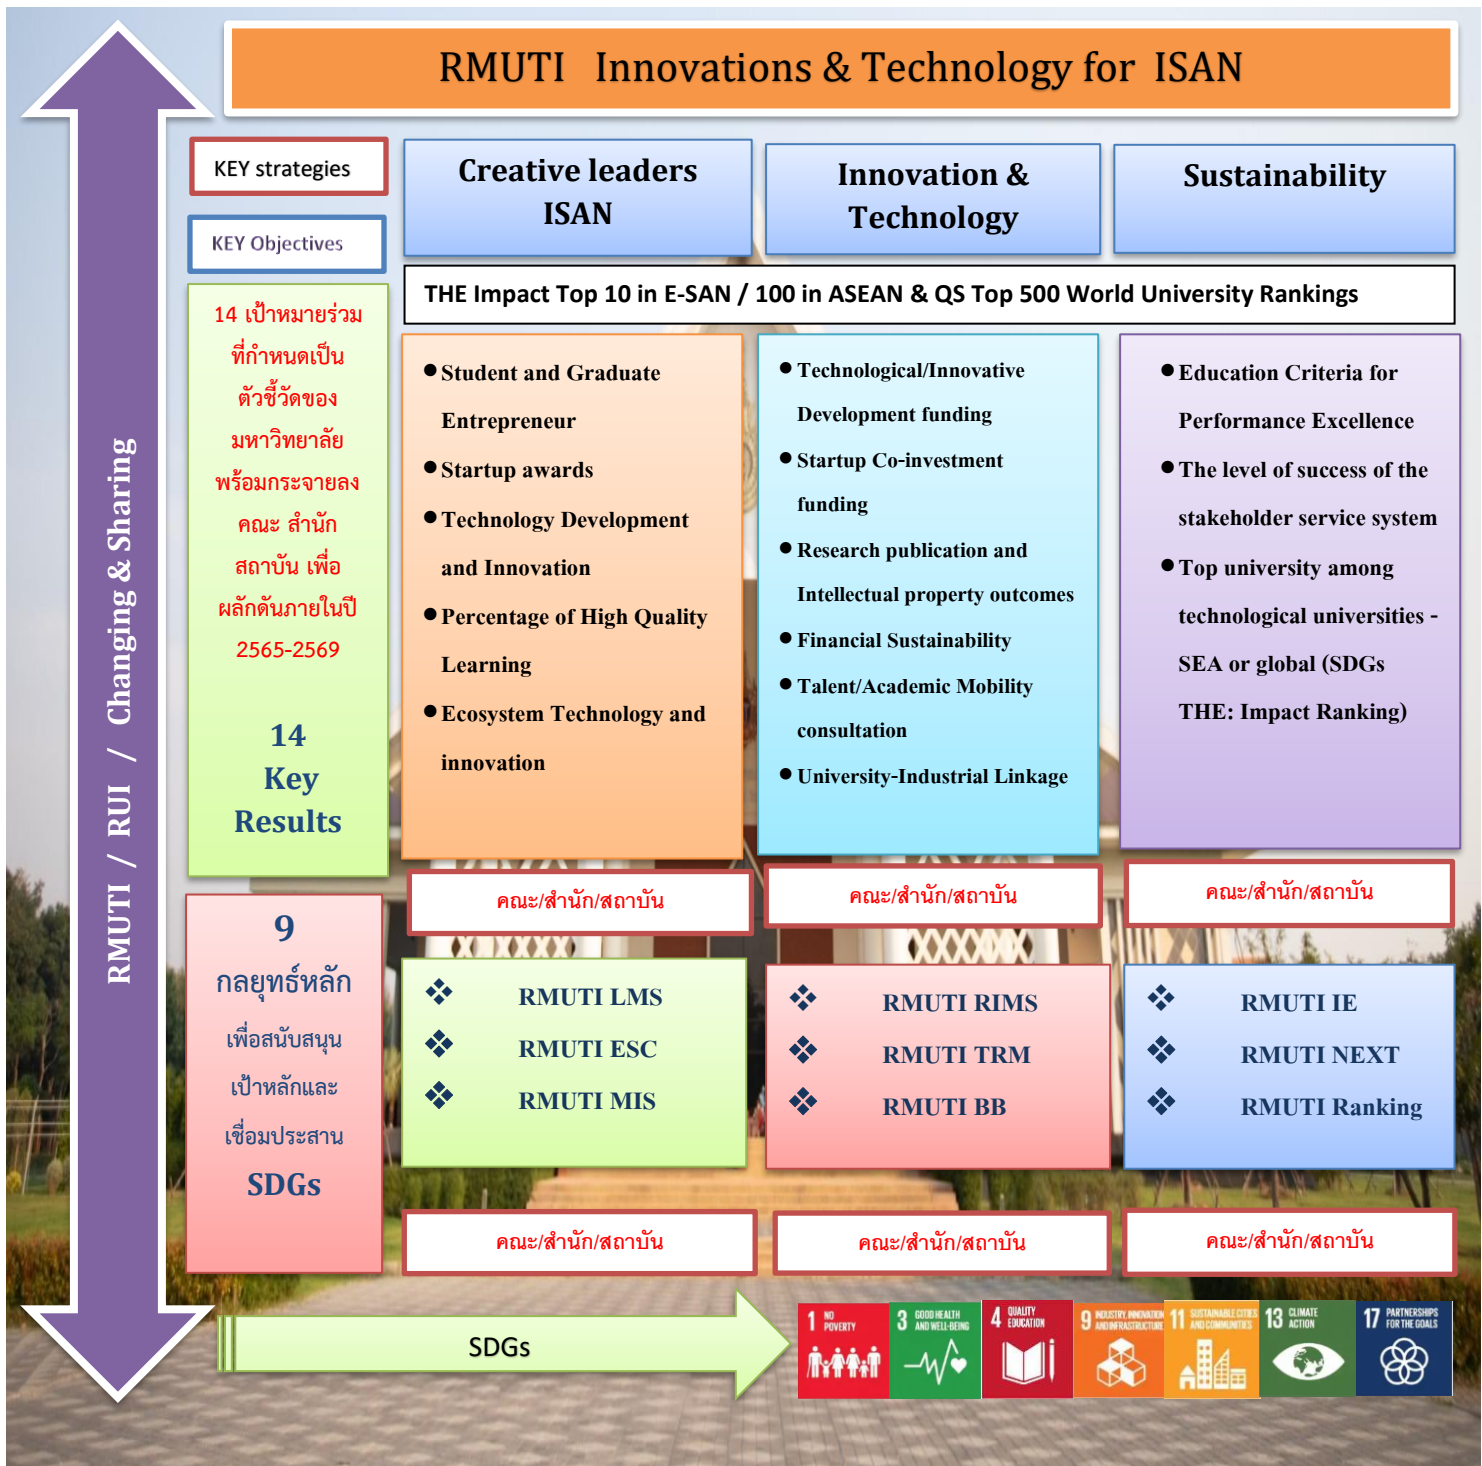 RMUTI Innovations & Technology for ISAN
RMUTI / RUI / Changing & Sharing
KEY strategies
KEY Objectives
Creative leaders
ISAN
Innovation &
Technology
Sustainability
THE Impact Top 10 in E-SAN / 100 in ASEAN & QS Top 500 World University Rankings
14 เป้าหมายร่วม
ที่กำหนดเป็น
ตัวชี้วัดของ
มหาวิทยาลัย
พร้อมกระจายลง
คณะ สำนัก
สถาบัน เพื่อ
ผลักดันภายในปี
2565-2569
14
Key
Results
● Student and Graduate
Entrepreneur
● Startup awards
● Technology Development
and Innovation
● Percentage of High Quality
Learning
● Ecosystem Technology and
innovation
● Technological/Innovative
Development funding
● Startup Co-investment
funding
● Research publication and
Intellectual property outcomes
● Financial Sustainability
● Talent/Academic Mobility
consultation
● University-Industrial Linkage
● Education Criteria for
Performance Excellence
● The level of success of the
stakeholder service system
● Top university among
technological universities -
SEA or global (SDGs
THE: Impact Ranking)
คณะ/สำนัก/สถาบัน
คณะ/สำนัก/สถาบัน
คณะ/สำนัก/สถาบัน
9
กลยุทธ์หลัก
เพื่อสนับสนุน
เป้าหลักและ
เชื่อมประสาน
SDGs
❖ RMUTI LMS
❖ RMUTI ESC
❖ RMUTI MIS
❖ RMUTI RIMS
❖ RMUTI TRM
❖ RMUTI BB
❖ RMUTI IE
❖ RMUTI NEXT
❖ RMUTI Ranking
คณะ/สำนัก/สถาบัน
คณะ/สำนัก/สถาบัน
คณะ/สำนัก/สถาบัน
SDGs
1 NO
POVERTY
3 GOOD HEALTH
AND WELL-BEING
4 QUALITY
EDUCATION
9 INDUSTRY, INNOVATION
AND INFRASTRUCTURE
11 SUSTAINABLE CITIES
AND COMMUNITIES
13 CLIMATE
ACTION
17 PARTNERSHIPS
FOR THE GOALS